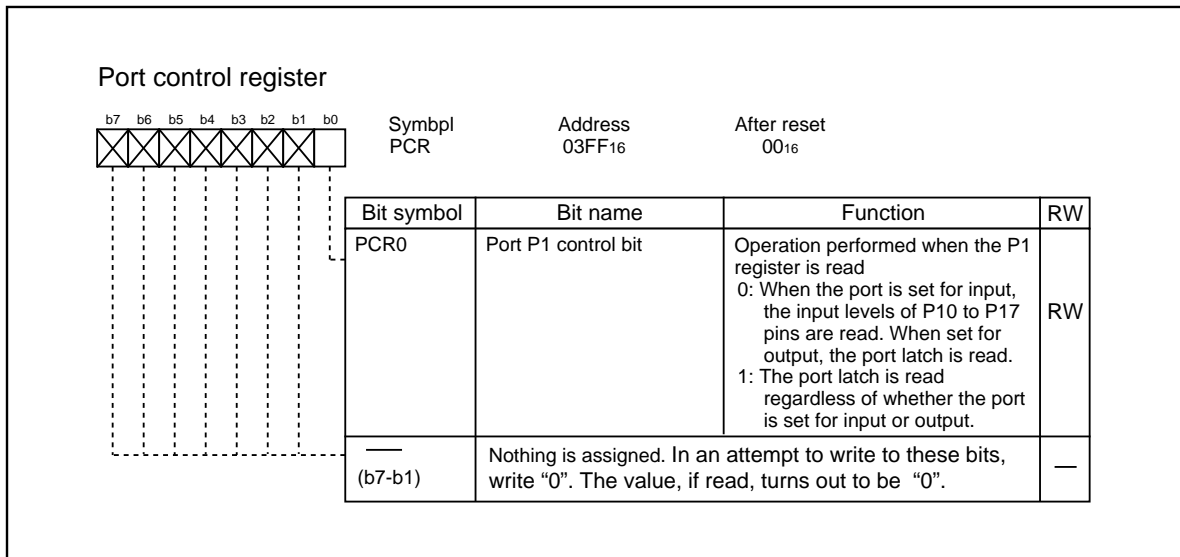 Port control register
b7 b6 b5 b4 b3 b2 b1 b0
Symbpl Address After reset
PCR 03FF16 0016
Bit symbol Bit name Function RW
PCR0 Port P1 control bit Operation performed when the P1
register is read
0: When the port is set for input,
the input levels of P10 to P17 RW
pins are read. When set for
output, the port latch is read.
1: The port latch is read
regardless of whether the port
is set for input or output.
— Nothing is assigned. In an attempt to write to these bits, —
(b7-b1) write “0”. The value, if read, turns out to be “0”.